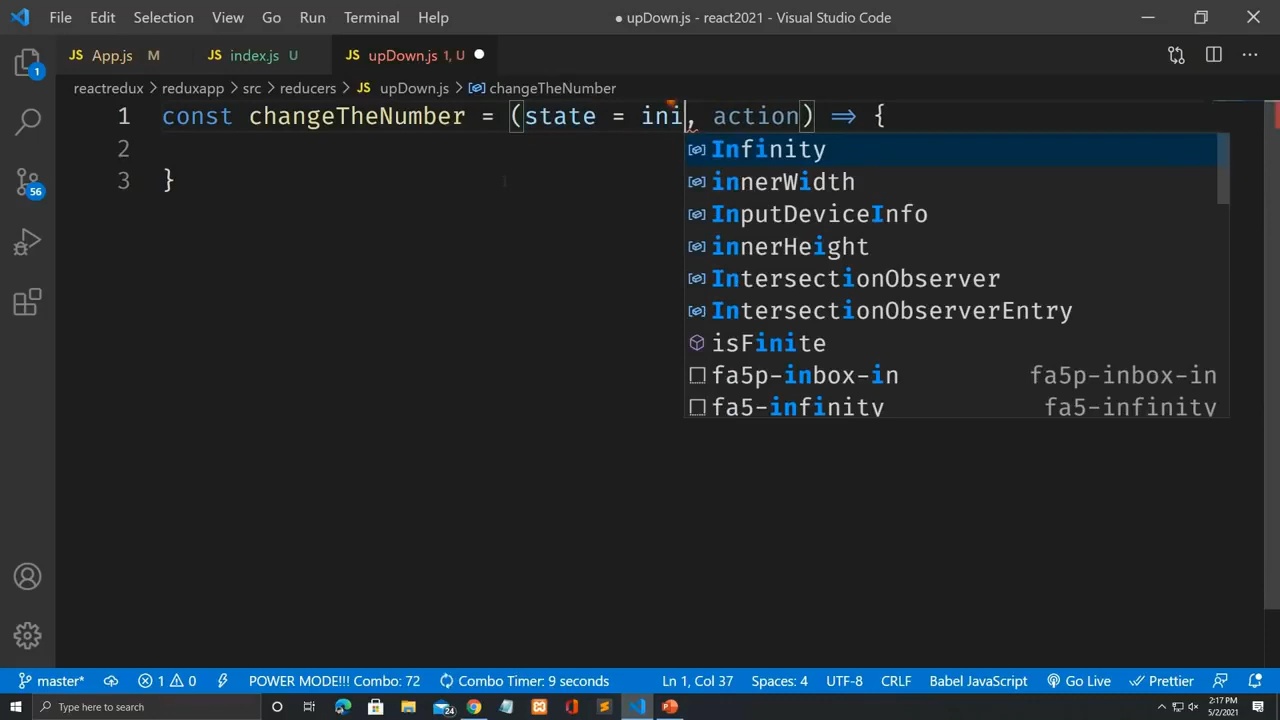 File Edit Selection View Go Run Terminal Help
● upDown.js - react2021 - Visual Studio Code
JS App.js M JS index.js U JS upDown.js 1, U
reactredux > reduxapp > src > reducers > JS upDown.js > changeTheNumber
1 const changeTheNumber = (state = ini, action) => {
2
3 }
Infinity
innerWidth
InputDeviceInfo
innerHeight
IntersectionObserver
IntersectionObserverEntry
isFinite
fa5p-inbox-in fa5p-inbox-in
fa5-infinity fa5-infinity
1
56
master* 1 0 POWER MODE!!! Combo: 72 Combo Timer: 9 seconds Ln 1, Col 37 Spaces: 4 UTF-8 CRLF Babel JavaScript Go Live Prettier
Type here to search 24 2:17 PM
5/2/2021